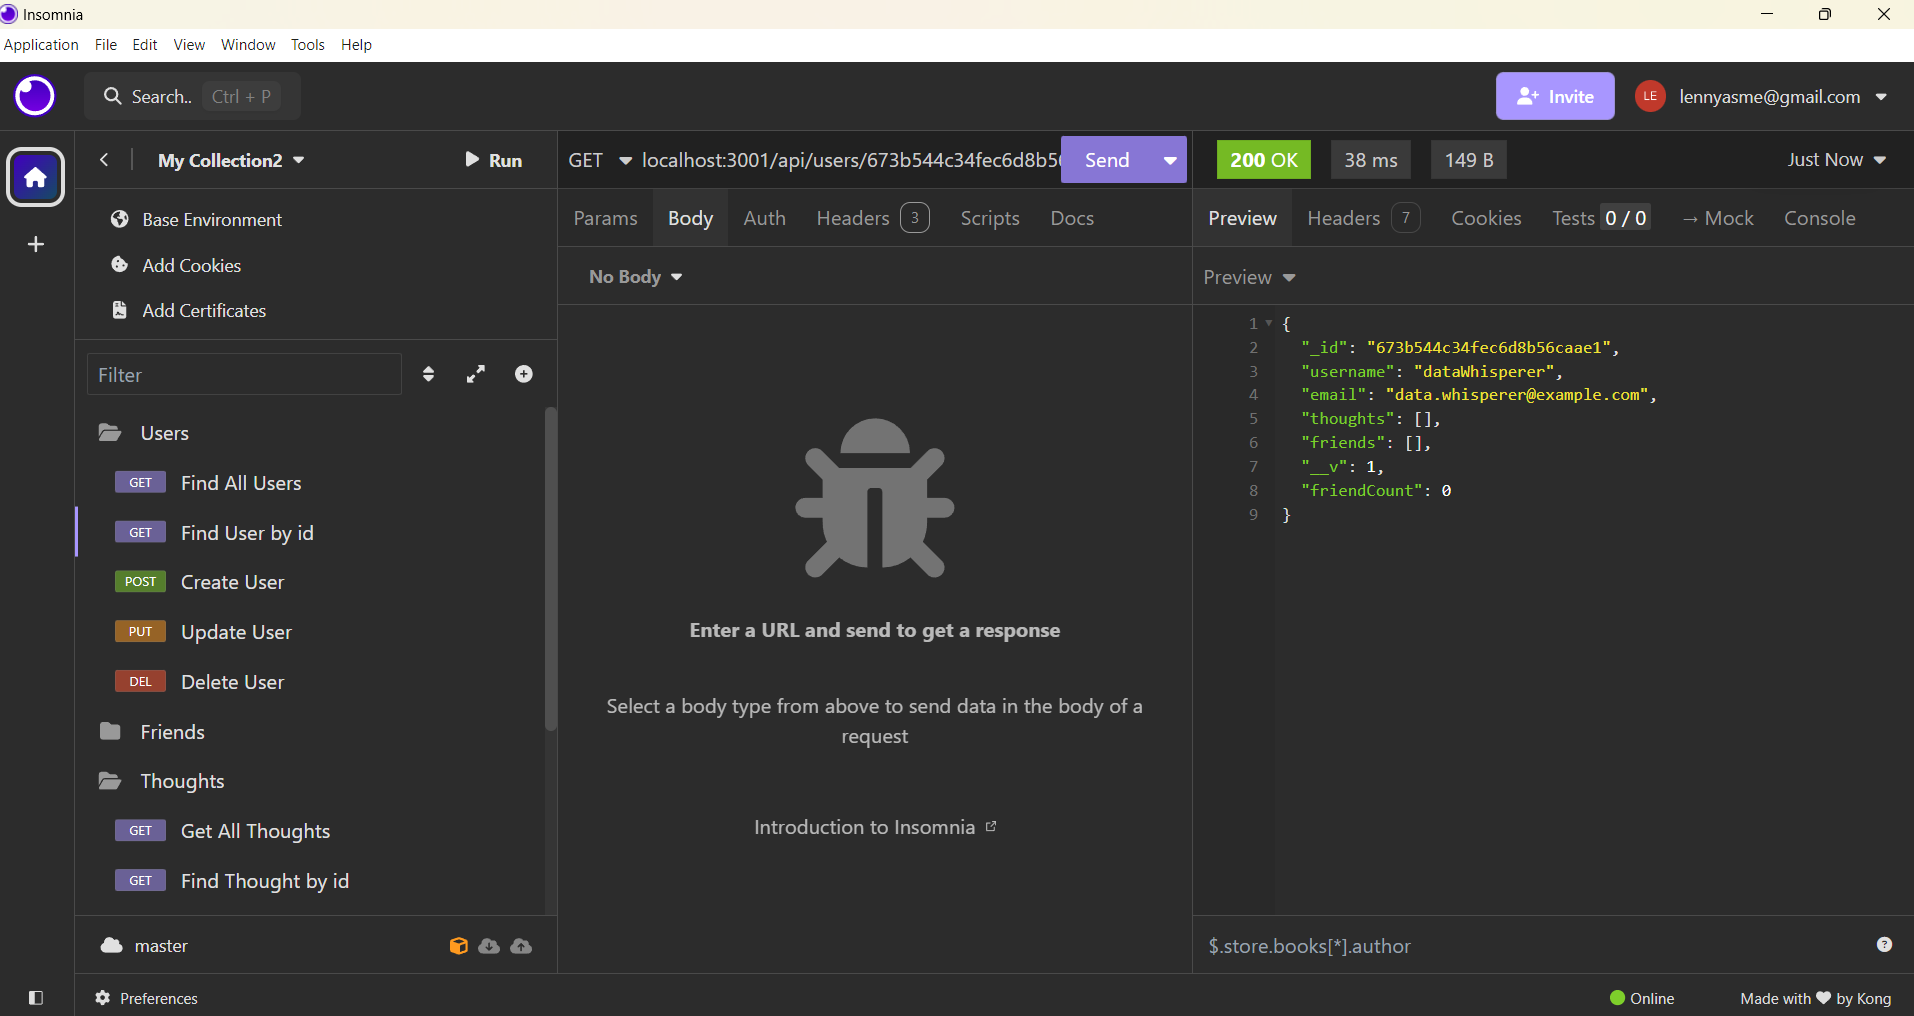 Insomnia
Application File Edit View Window Tools Help
Search.. Ctrl + P
Invite
LE lennyasme@gmail.com
My Collection2
Run
Base Environment
Add Cookies
Add Certificates
Filter
Users
GET Find All Users
GET Find User by id
POST Create User
PUT Update User
DEL Delete User
Friends
Thoughts
GET Get All Thoughts
GET Find Thought by id
master
Preferences
GET localhost:3001/api/users/673b544c34fec6d8b5 Send
Params Body Auth Headers 3 Scripts Docs
No Body
Enter a URL and send to get a response
Select a body type from above to send data in the body of a
request
Introduction to Insomnia
200 OK 38 ms 149 B Just Now
Preview Headers 7 Cookies Tests 0 / 0 → Mock Console
Preview
1 {
2 "_id": "673b544c34fec6d8b56caae1",
3 "username": "dataWhisperer",
4 "email": "data.whisperer@example.com",
5 "thoughts": [],
6 "friends": [],
7 "__v": 1,
8 "friendCount": 0
9 }
$.store.books[*].author ?
Online
Made with ♥ by Kong